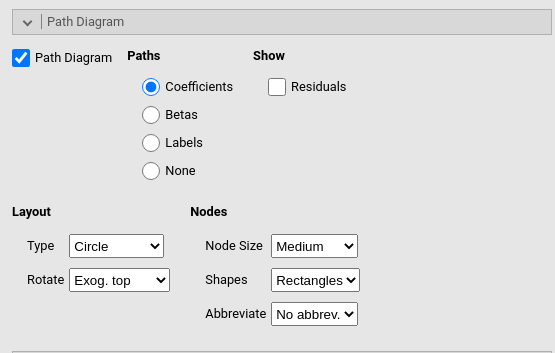 Path Diagram
Path Diagram
Paths
Show
Coefficients
Residuals
Betas
Labels
None
Layout
Nodes
Type
Circle
Node Size
Medium
Rotate
Exog. top
Shapes
Rectangles
Abbreviate
No abbrev.